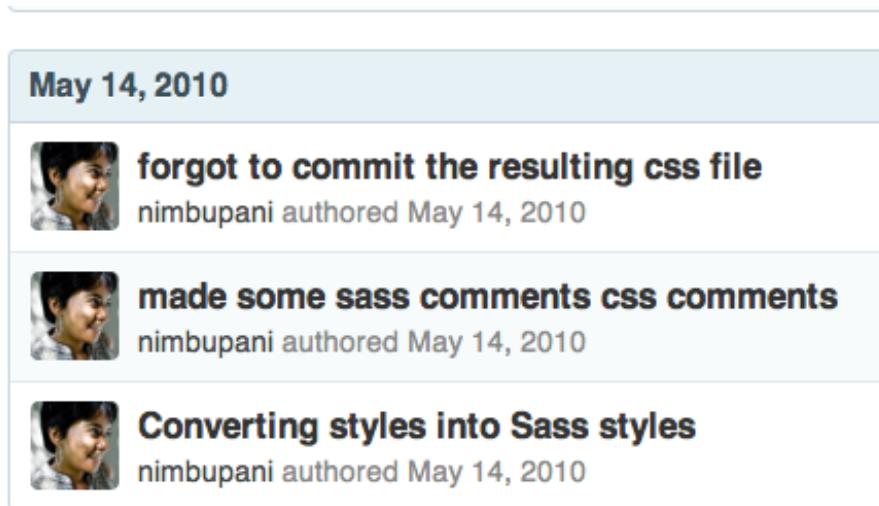 May 14, 2010
forgot to commit the resulting css file
nimbupani authored May 14, 2010
made some sass comments css comments
nimbupani authored May 14, 2010
Converting styles into Sass styles
nimbupani authored May 14, 2010